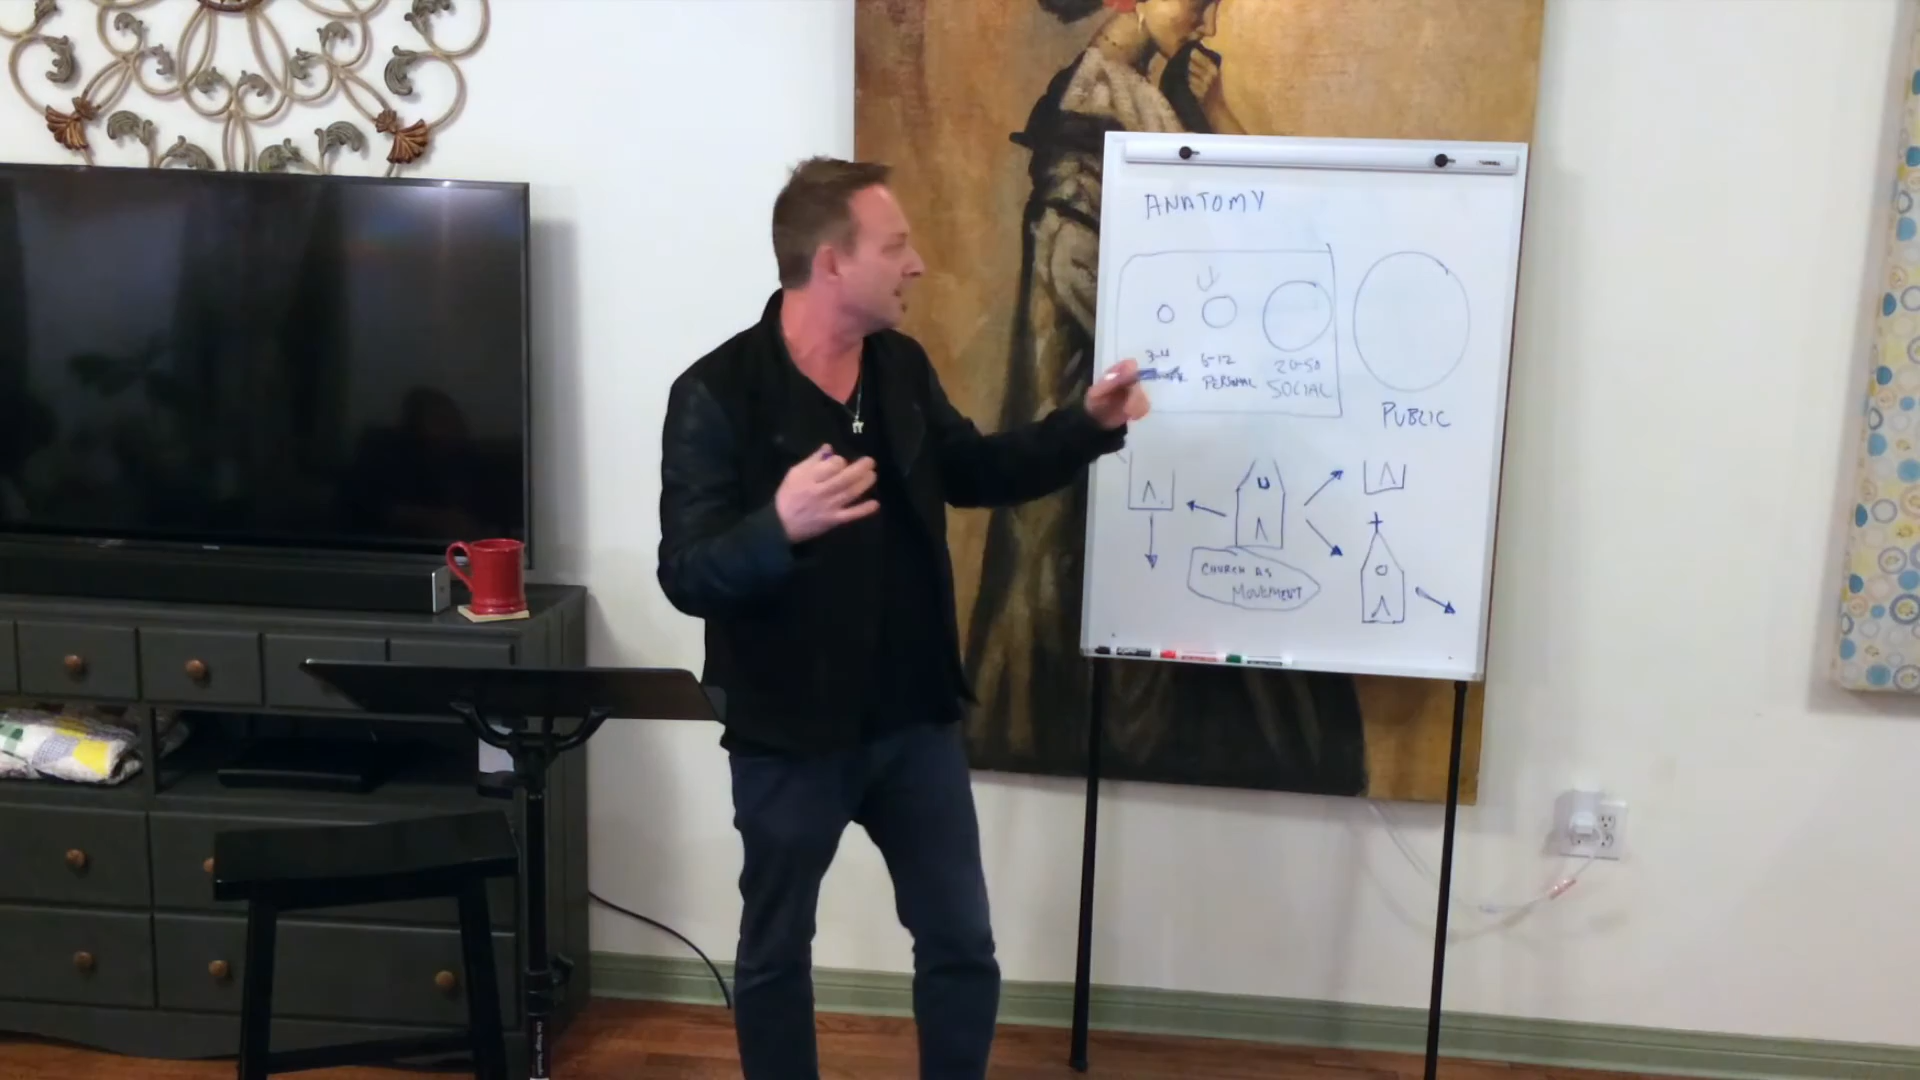 ANATOMY
3-4 6-12 20-50
PERSONAL SOCIAL
PUBLIC
CHURCH AS
MOVEMENT